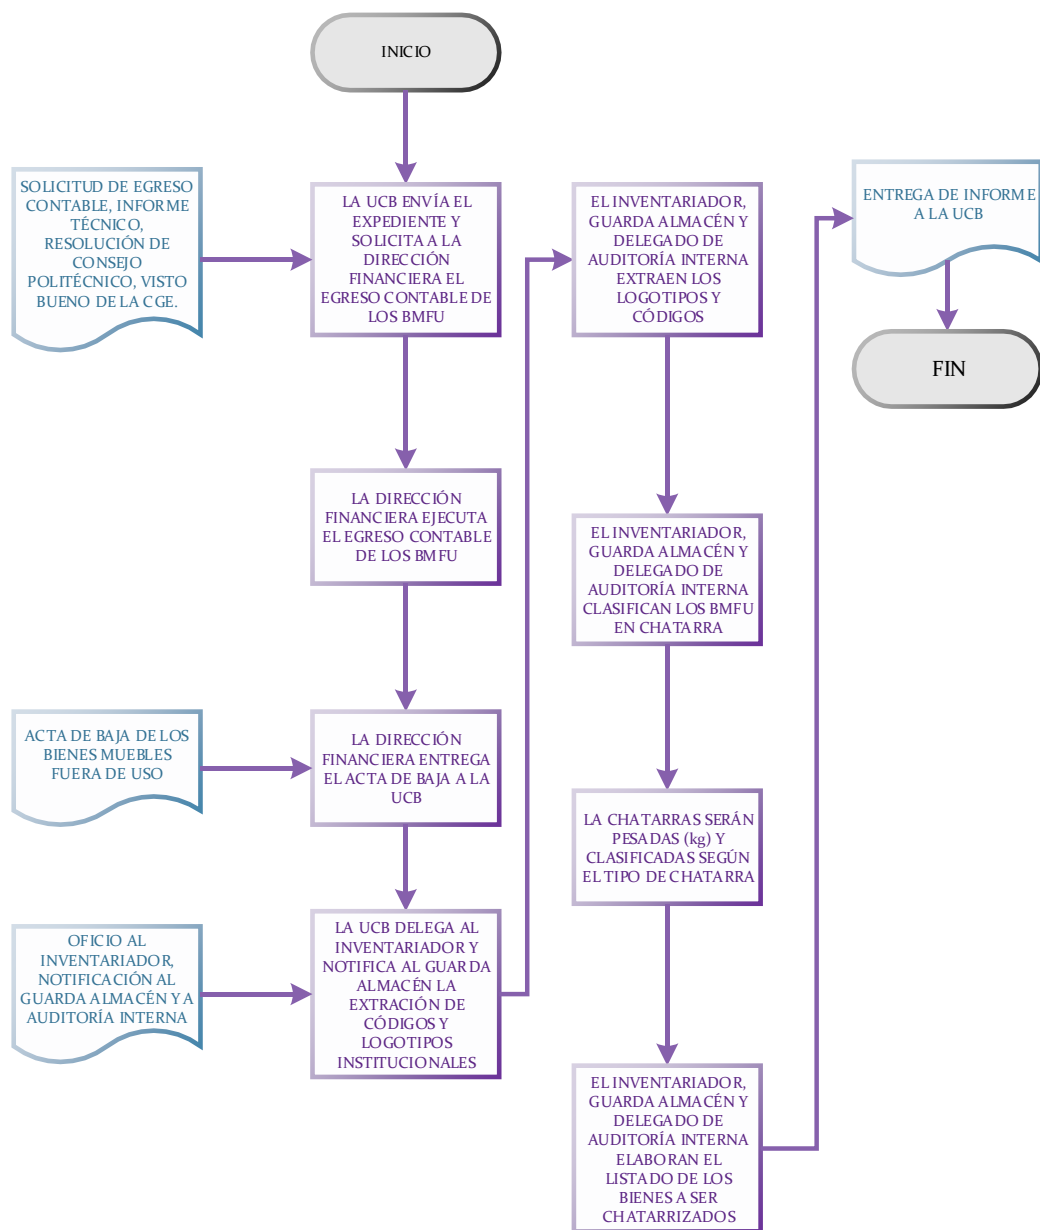 INICIO
SOLICITUD DE EGRESO
CONTABLE, INFORME
TÉCNICO,
RESOLUCIÓN DE
CONSEJO
POLITÉCNICO, VISTO
BUENO DE LA CGE.
LA UCB ENVÍA EL
EXPEDIENTE Y
SOLICITA A LA
DIRECCIÓN
FINANCIERA EL
EGRESO CONTABLE DE
LOS BMFU
LA DIRECCIÓN
FINANCIERA EJECUTA
EL EGRESO CONTABLE
DE LOS BMFU
ACTA DE BAJA DE LOS
BIENES MUEBLES
FUERA DE USO
LA DIRECCIÓN
FINANCIERA ENTREGA
EL ACTA DE BAJA A LA
UCB
OFICIO AL
INVENTARIADOR,
NOTIFICACIÓN AL
GUARDA ALMACÉN Y A
AUDITORÍA INTERNA
LA UCB DELEGA AL
INVENTARIADOR Y
NOTIFICA AL GUARDA
ALMACÉN LA
EXTRACIÓN DE
CÓDIGOS Y
LOGOTIPOS
INSTITUCIONALES
EL INVENTARIADOR,
GUARDA ALMACÉN Y
DELEGADO DE
AUDITORÍA INTERNA
EXTRAEN LOS
LOGOTIPOS Y
CÓDIGOS
EL INVENTARIADOR,
GUARDA ALMACÉN Y
DELEGADO DE
AUDITORÍA INTERNA
CLASIFICAN LOS BMFU
EN CHATARRA
LA CHATARRAS SERÁN
PESADAS (kg) Y
CLASIFICADAS SEGÚN
EL TIPO DE CHATARRA
EL INVENTARIADOR,
GUARDA ALMACÉN Y
DELEGADO DE
AUDITORÍA INTERNA
ELABORAN EL
LISTADO DE LOS
BIENES A SER
CHATARRIZADOS
ENTREGA DE INFORME
A LA UCB
FIN